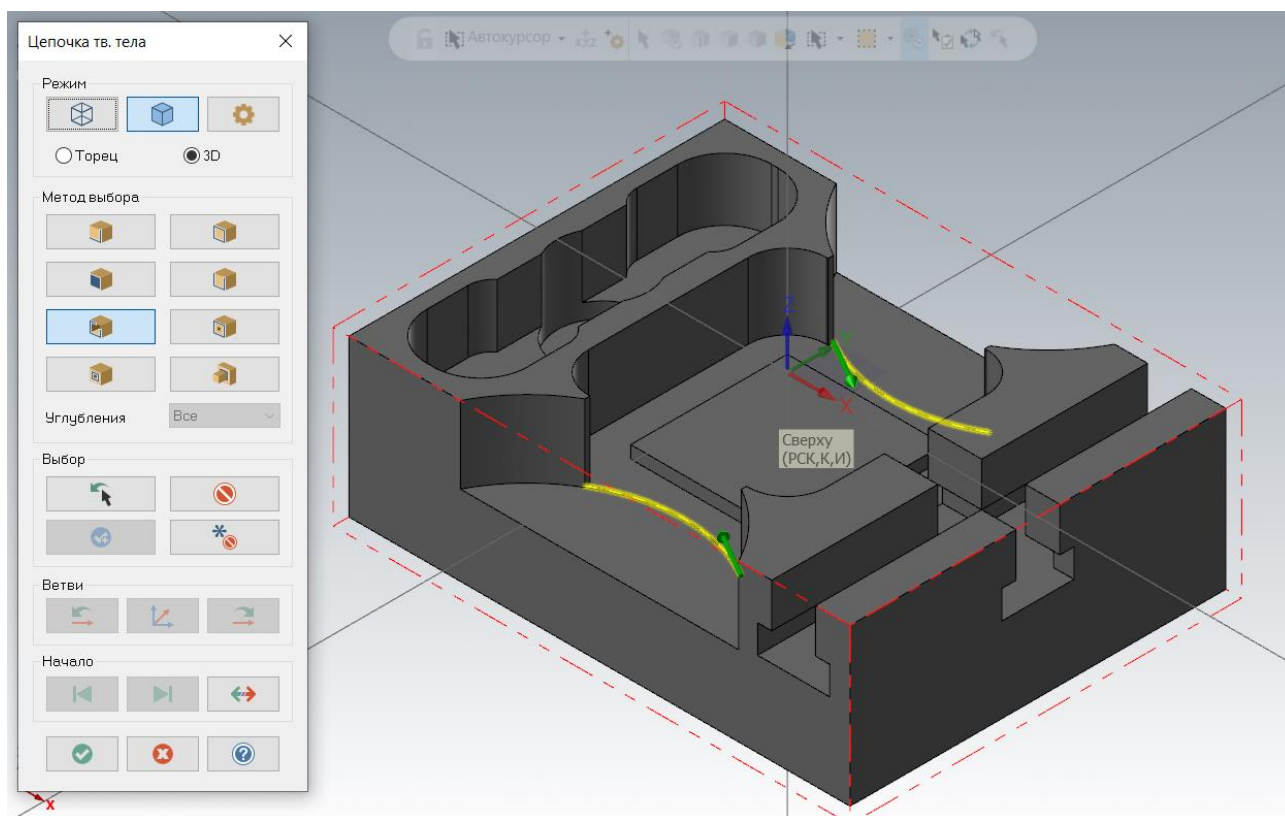 Цепочка тв. тела
Автокурсор
Режим
Торец
3D
Метод выбора
Углубления
Все
Выбор
Ветви
Начало
Z
X
Сверху
(РСК,К,И)
X